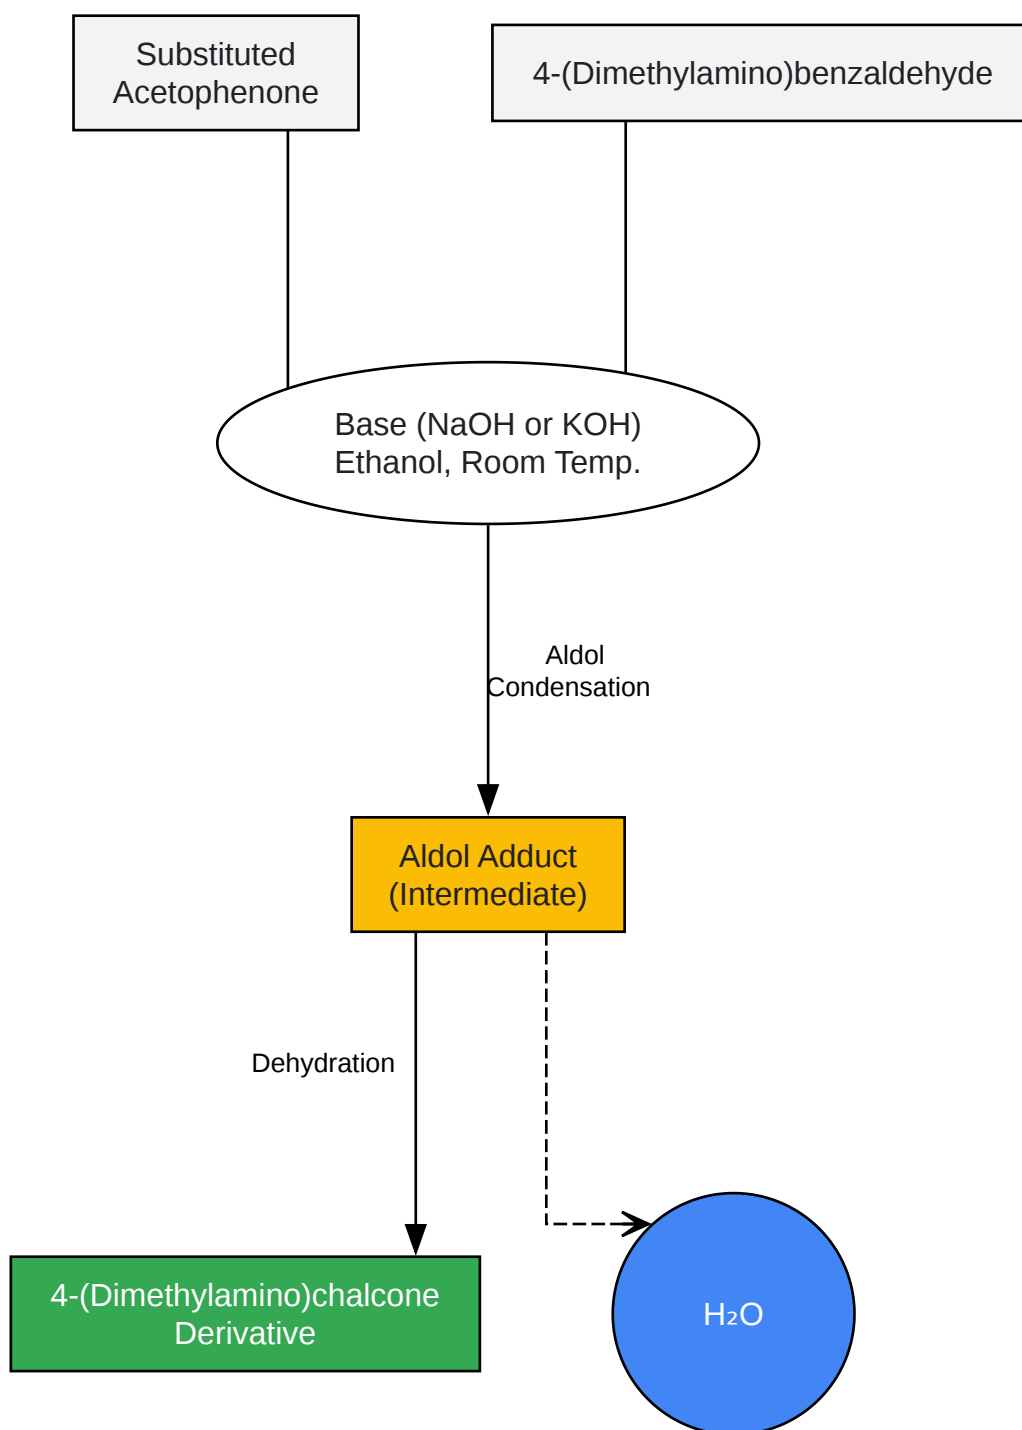 Substituted
Acetophenone
4-(Dimethylamino)benzaldehyde
Base (NaOH or KOH)
Ethanol, Room Temp.
Aldol
Condensation
Aldol Adduct
(Intermediate)
Dehydration
4-(Dimethylamino)chalcone
Derivative
H₂O